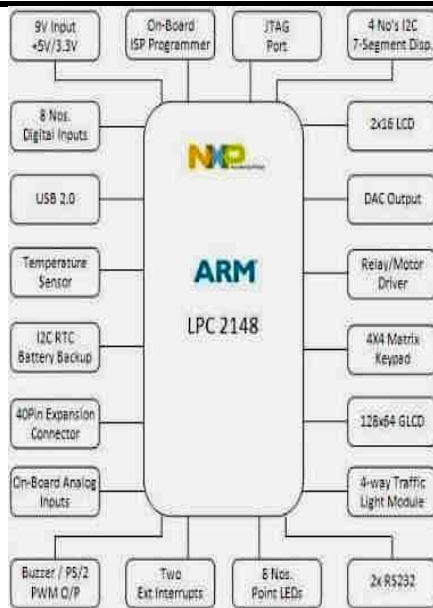 9V Input
+5V/3.3V
On-Board
ISP Programmer
JTAG
Port
4 No's I2C
7-Segment Disp.
8 Nos.
Digital Inputs
2x16 LCD
NXP
USB 2.0
DAC Output
Temperature
Sensor
ARM
Relay/Motor
Driver
LPC 2148
I2C RTC
Battery Backup
4X4 Matrix
Keypad
40Pin Expansion
Connector
128x64 GLCD
On-Board Analog
Inputs
4-way Traffic
Light Module
Buzzer / PS/2
PWM O/P
Two
Ext Interrupts
8 Nos.
Point LEDs
2x RS232